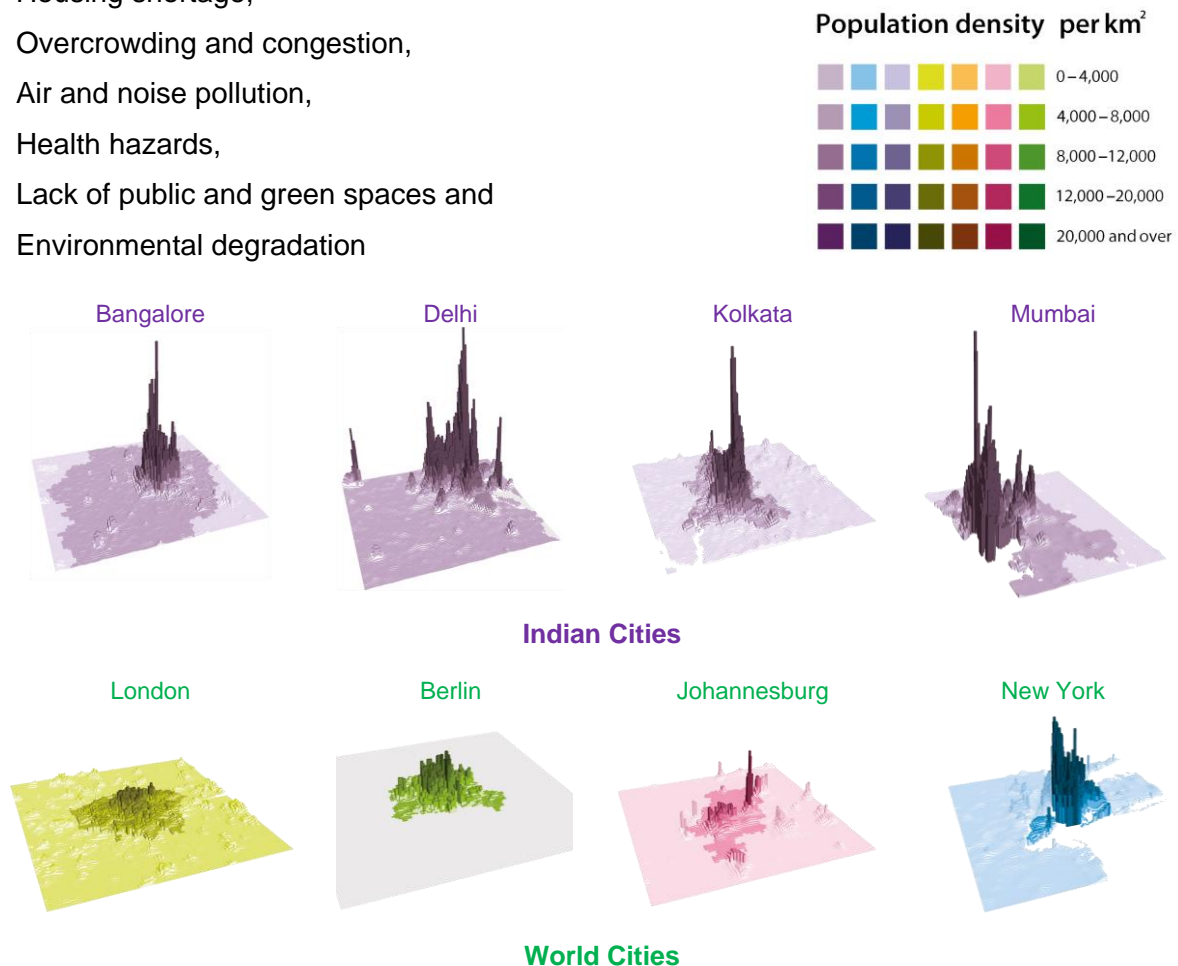 Housing shortage,
Overcrowding and congestion,
Air and noise pollution,
Health hazards,
Lack of public and green spaces and
Environmental degradation
Population density per km²
0–4,000
4,000–8,000
8,000–12,000
12,000–20,000
20,000 and over
Bangalore
Delhi
Kolkata
Mumbai
Indian Cities
London
Berlin
Johannesburg
New York
World Cities